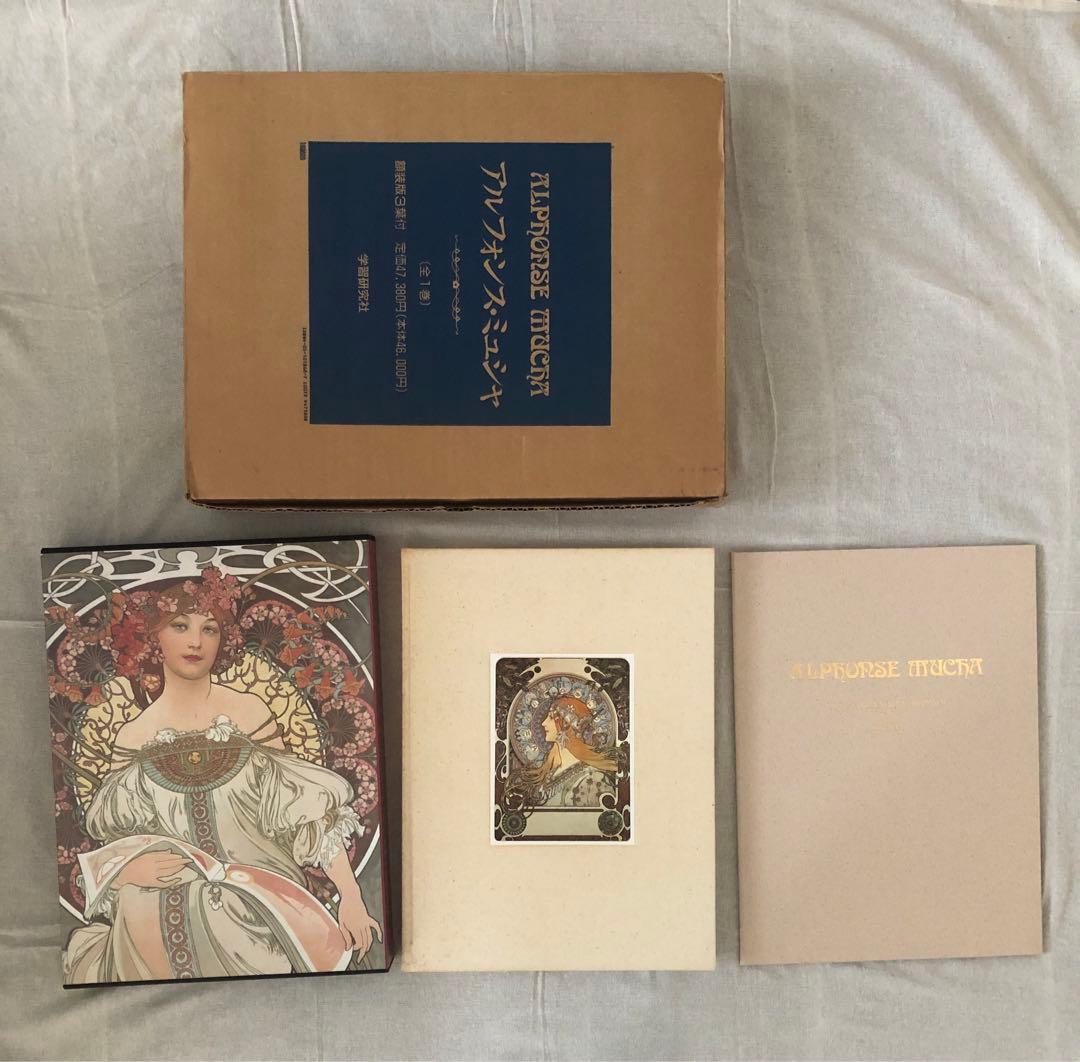 ALPHONSE MUCHA
アルフォンス・ミュシャ
(全1巻)
額装版3葉付 定価47,380円(本体46,000円)
学習研究社
ALPHONSE MUCHA